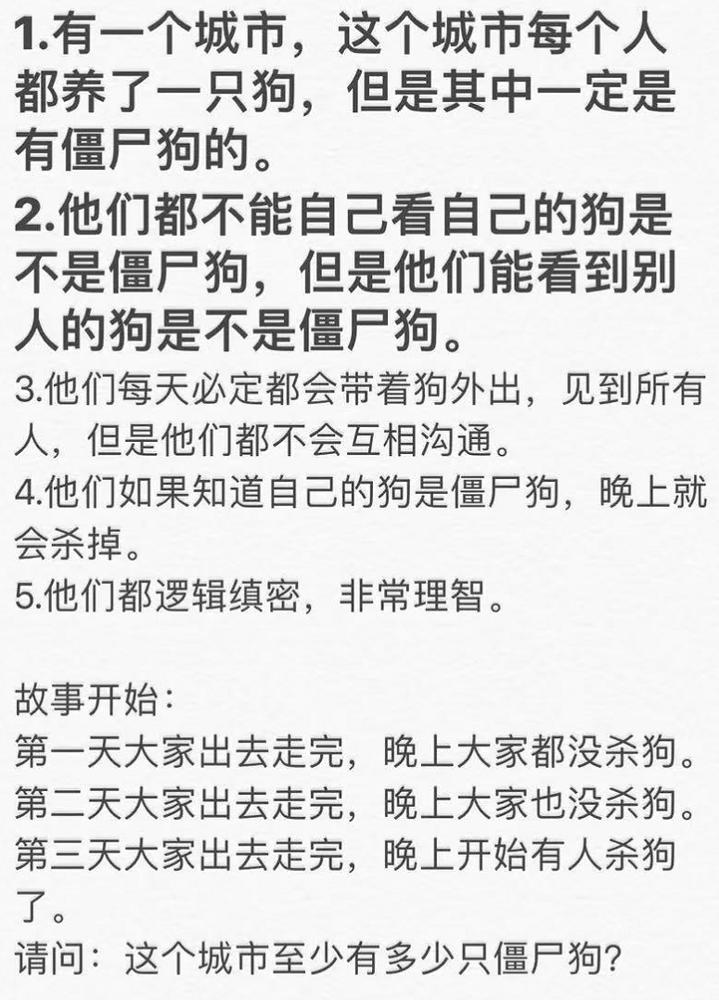 1.有一个城市，这个城市每个人
都养了一只狗，但是其中一定是
有僵尸狗的。
2.他们都不能自己看自己的狗是
不是僵尸狗，但是他们能看到别
人的狗是不是僵尸狗。
3.他们每天必定都会带着狗外出，见到所有
人，但是他们都不会互相沟通。
4.他们如果知道自己的狗是僵尸狗，晚上就
会杀掉。
5.他们都逻辑缜密，非常理智。
故事开始：
第一天大家出去走完，晚上大家都没杀狗。
第二天大家出去走完，晚上大家也没杀狗。
第三天大家出去走完，晚上开始有人杀狗
了。
请问：这个城市至少有多少只僵尸狗？